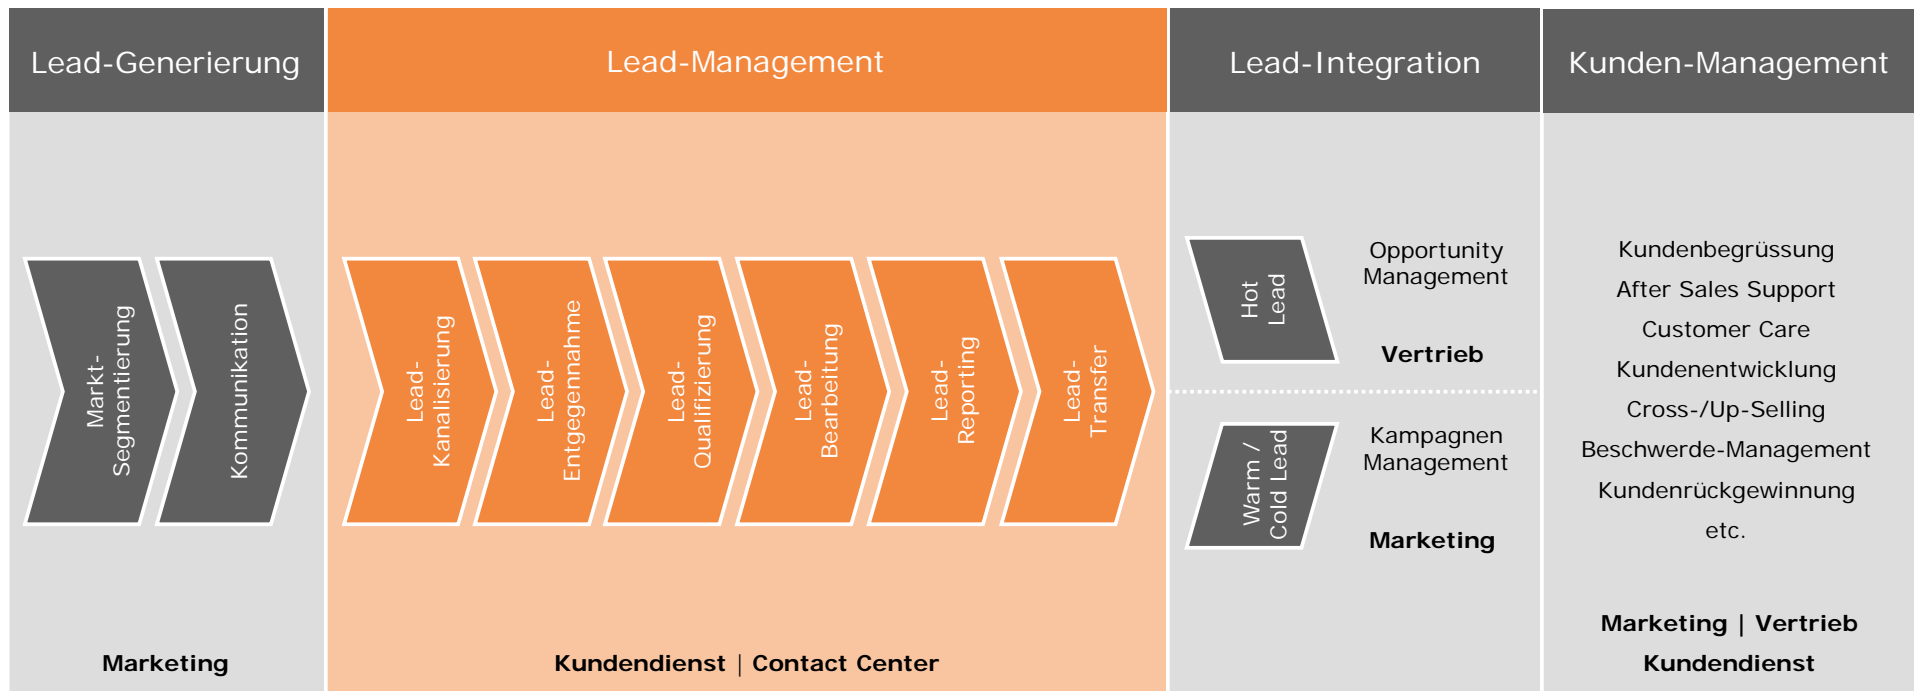 Lead-Generierung
Markt-
Segmentierung
Kommunikation
Marketing
Lead-Management
Lead-
Kanalisierung
Lead-
Entgegennahme
Lead-
Qualifizierung
Lead-
Bearbeitung
Lead-
Reporting
Lead-
Transfer
Kundendienst | Contact Center
Lead-Integration
Hot
Lead
Opportunity
Management
Vertrieb
Warm /
Cold Lead
Kampagnen
Management
Marketing
Kunden-Management
Kundenbegrüssung
After Sales Support
Customer Care
Kundenentwicklung
Cross-/Up-Selling
Beschwerde-Management
Kundenrückgewinnung
etc.
Marketing | Vertrieb
Kundendienst